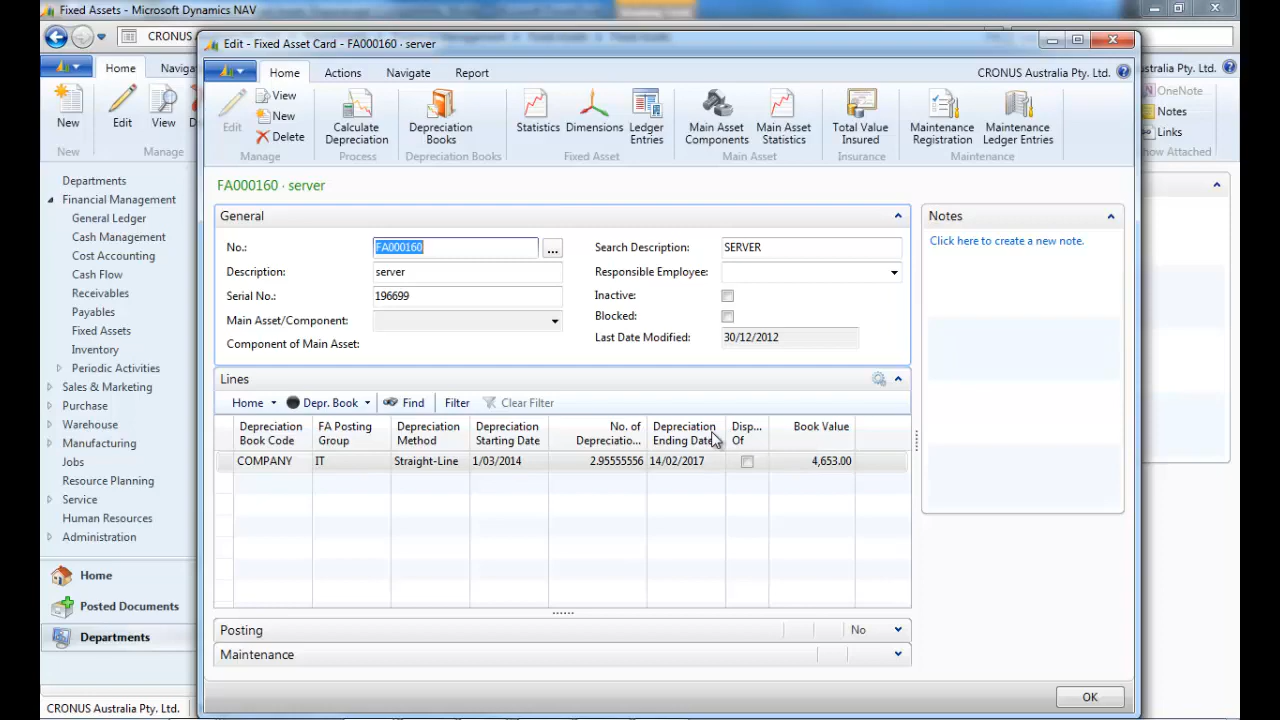 Fixed Assets - Microsoft Dynamics NAV
CRONUS
Edit - Fixed Asset Card - FA000160 · server
Home
Home Actions Navigate Report
CRONUS Australia Pty. Ltd.
stralia Pty. Ltd.
New
Edit
View
New
Manage
Edit
View
New
Delete
Manage
Calculate
Depreciation
Process
Depreciation
Books
Depreciation Books
Statistics
Dimensions
Ledger
Entries
Fixed Asset
Main Asset
Components
Main Asset
Statistics
Main Asset
Total Value
Insured
Insurance
Maintenance
Registration
Maintenance
Ledger Entries
Maintenance
OneNote
Notes
Links
how Attached
Departments
Financial Management
General Ledger
Cash Management
Cost Accounting
Cash Flow
Receivables
Payables
Fixed Assets
Inventory
Periodic Activities
Sales & Marketing
Purchase
Warehouse
Manufacturing
Jobs
Resource Planning
Service
Human Resources
Administration
Home
Posted Documents
Departments
CRONUS Australia Pty. Ltd.
FA000160 · server
General
No.: FA000160 ...
Description: server
Serial No.: 196699
Main Asset/Component:
Component of Main Asset:
Search Description: SERVER
Responsible Employee:
Inactive:
Blocked:
Last Date Modified: 30/12/2012
Notes
Click here to create a new note.
Lines
Home Depr. Book Find Filter Clear Filter
Depreciation
Book Code
FA Posting
Group
Depreciation
Method
Depreciation
Starting Date
No. of
Depreciatio...
Depreciation
Ending Date
Disp...
Of
Book Value
COMPANY IT Straight-Line 1/03/2014 2.95555556 14/02/2017 4,653.00
Posting No
Maintenance
OK